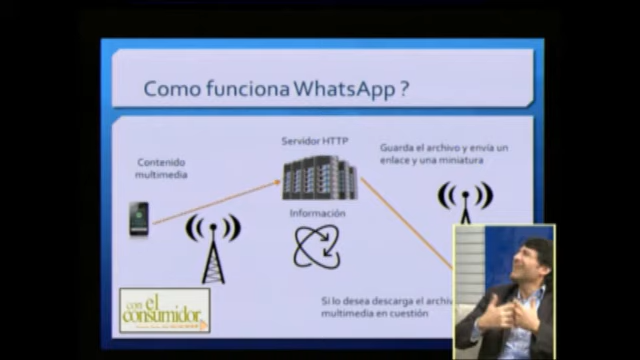 Como funciona WhatsApp ?
Servidor HTTP
Contenido
multimedia
Guarda el archivo y envía un
enlace y una miniatura
Información
Si lo desea descarga el archi
multimedia en cuestión
con
el
consumidor